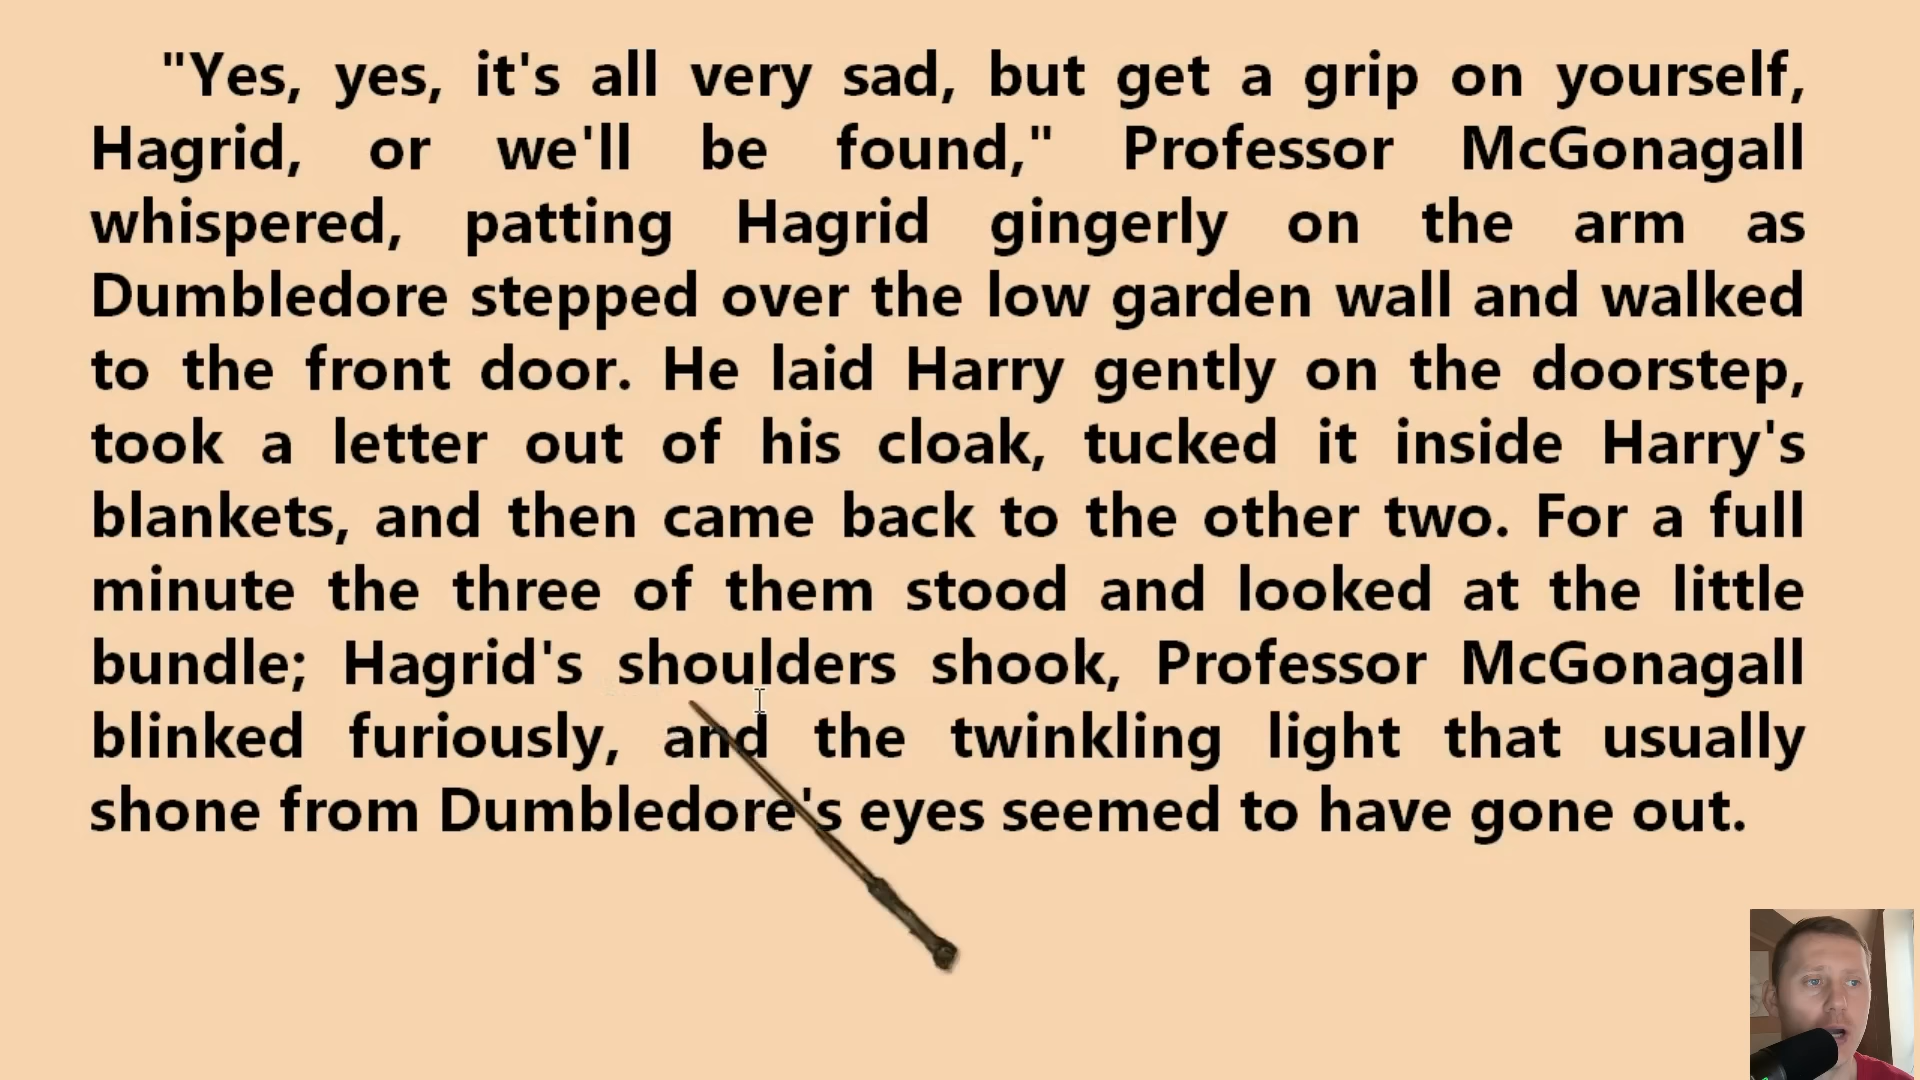 "Yes, yes, it's all very sad, but get a grip on yourself,
Hagrid, or we'll be found," Professor McGonagall
whispered, patting Hagrid gingerly on the arm as
Dumbledore stepped over the low garden wall and walked
to the front door. He laid Harry gently on the doorstep,
took a letter out of his cloak, tucked it inside Harry's
blankets, and then came back to the other two. For a full
minute the three of them stood and looked at the little
bundle; Hagrid's shoulders shook, Professor McGonagall
blinked furiously, and the twinkling light that usually
shone from Dumbledore's eyes seemed to have gone out.